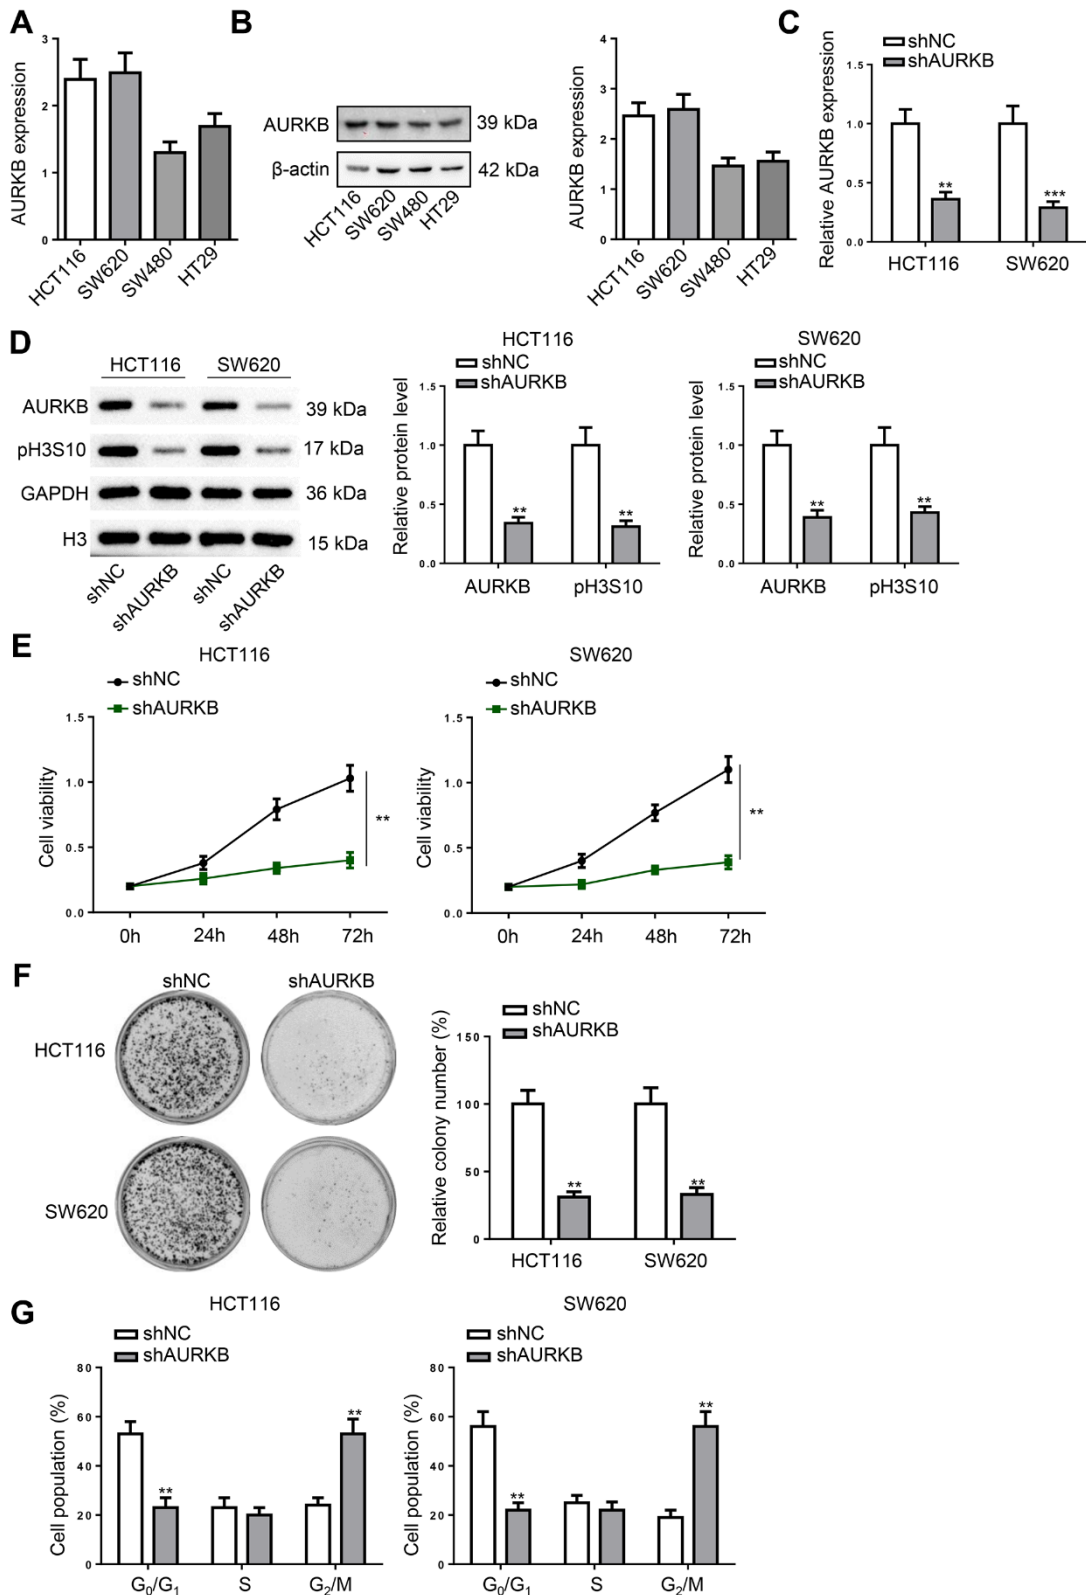 A
AURKB expression
3
2
1
0
HCT116
SW620
SW480
HT29
B
AURKB
39 kDa
β-actin
42 kDa
HCT116
SW620
SW480
HT29
AURKB expression
4
3
2
1
0
HCT116
SW620
SW480
HT29
C
shNC
shAURKB
Relative AURKB expression
1.5
1.0
0.5
0.0
**
***
HCT116
SW620
D
HCT116
SW620
AURKB
39 kDa
pH3S10
17 kDa
GAPDH
36 kDa
H3
15 kDa
shNC
shAURKB
shNC
shAURKB
HCT116
shNC
shAURKB
Relative protein level
1.5
1.0
0.5
0.0
**
**
AURKB
pH3S10
SW620
shNC
shAURKB
Relative protein level
1.5
1.0
0.5
0.0
**
**
AURKB
pH3S10
E
HCT116
shNC
shAURKB
Cell viability
1.5
1.0
0.5
0.0
**
0h
24h
48h
72h
SW620
shNC
shAURKB
Cell viability
1.5
1.0
0.5
0.0
**
0h
24h
48h
72h
F
shNC
shAURKB
HCT116
SW620
shNC
shAURKB
Relative colony number (%)
150
100
50
0
**
**
HCT116
SW620
G
HCT116
shNC
shAURKB
Cell population (%)
80
60
40
20
0
**
**
G₀/G₁
S
G₂/M
SW620
shNC
shAURKB
Cell population (%)
80
60
40
20
0
**
**
G₀/G₁
S
G₂/M